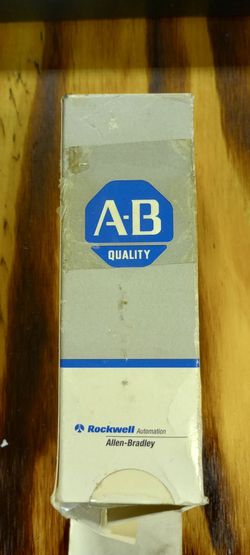 A-B
QUALITY
Rockwell Automation
Allen-Bradley